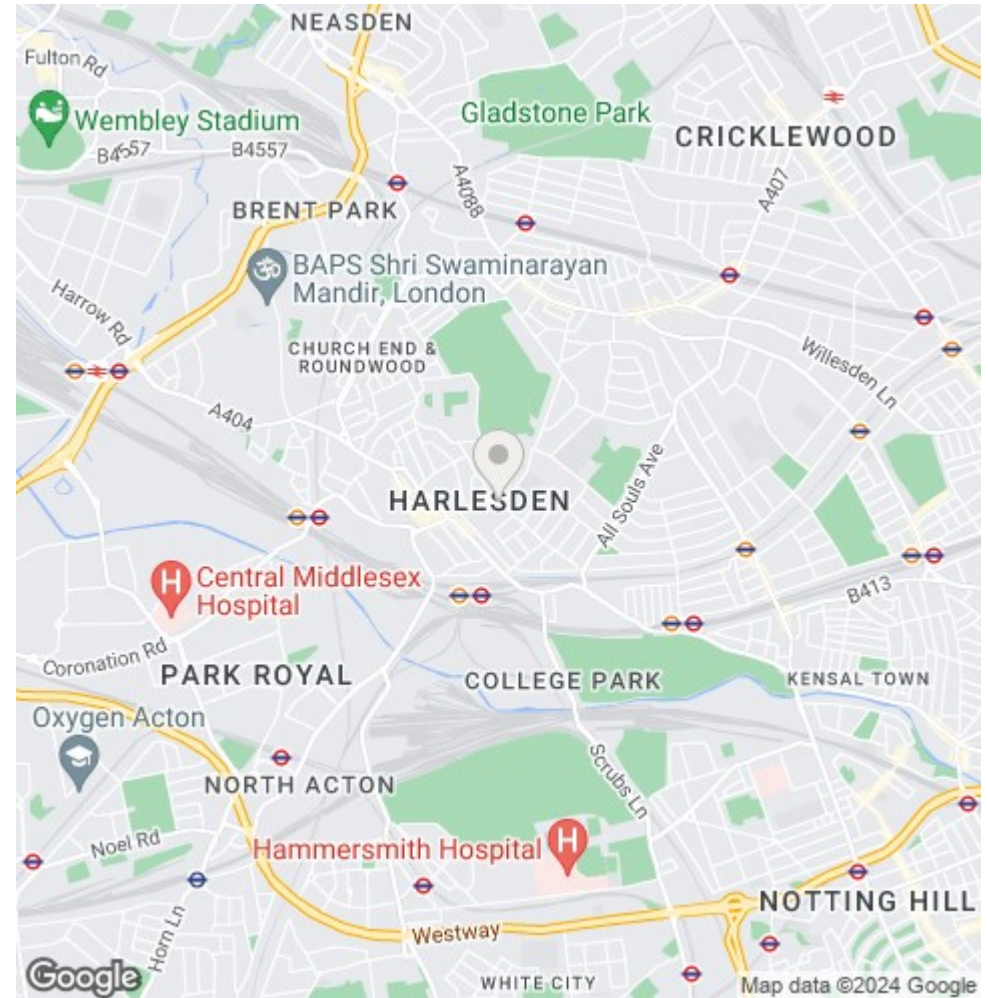 NEASDEN
Fulton Rd
Wembley Stadium
Gladstone Park
CRICKLEWOOD
B4557
B4557
A4088
A407
BRENT PARK
BAPS Shri Swaminarayan
Mandir, London
Harrow Rd
CHURCH END &
ROUNDWOOD
Willesden Ln
A404
HARLESDEN
All Souls Ave
H
Central Middlesex
Hospital
B413
Coronation Rd
PARK ROYAL
COLLEGE PARK
KENSAL TOWN
Oxygen Acton
NORTH ACTON
Scrubs Ln
Noel Rd
Hammersmith Hospital
H
Horn Ln
NOTTING HILL
Westway
Google
WHITE CITY
Map data ©2024 Google